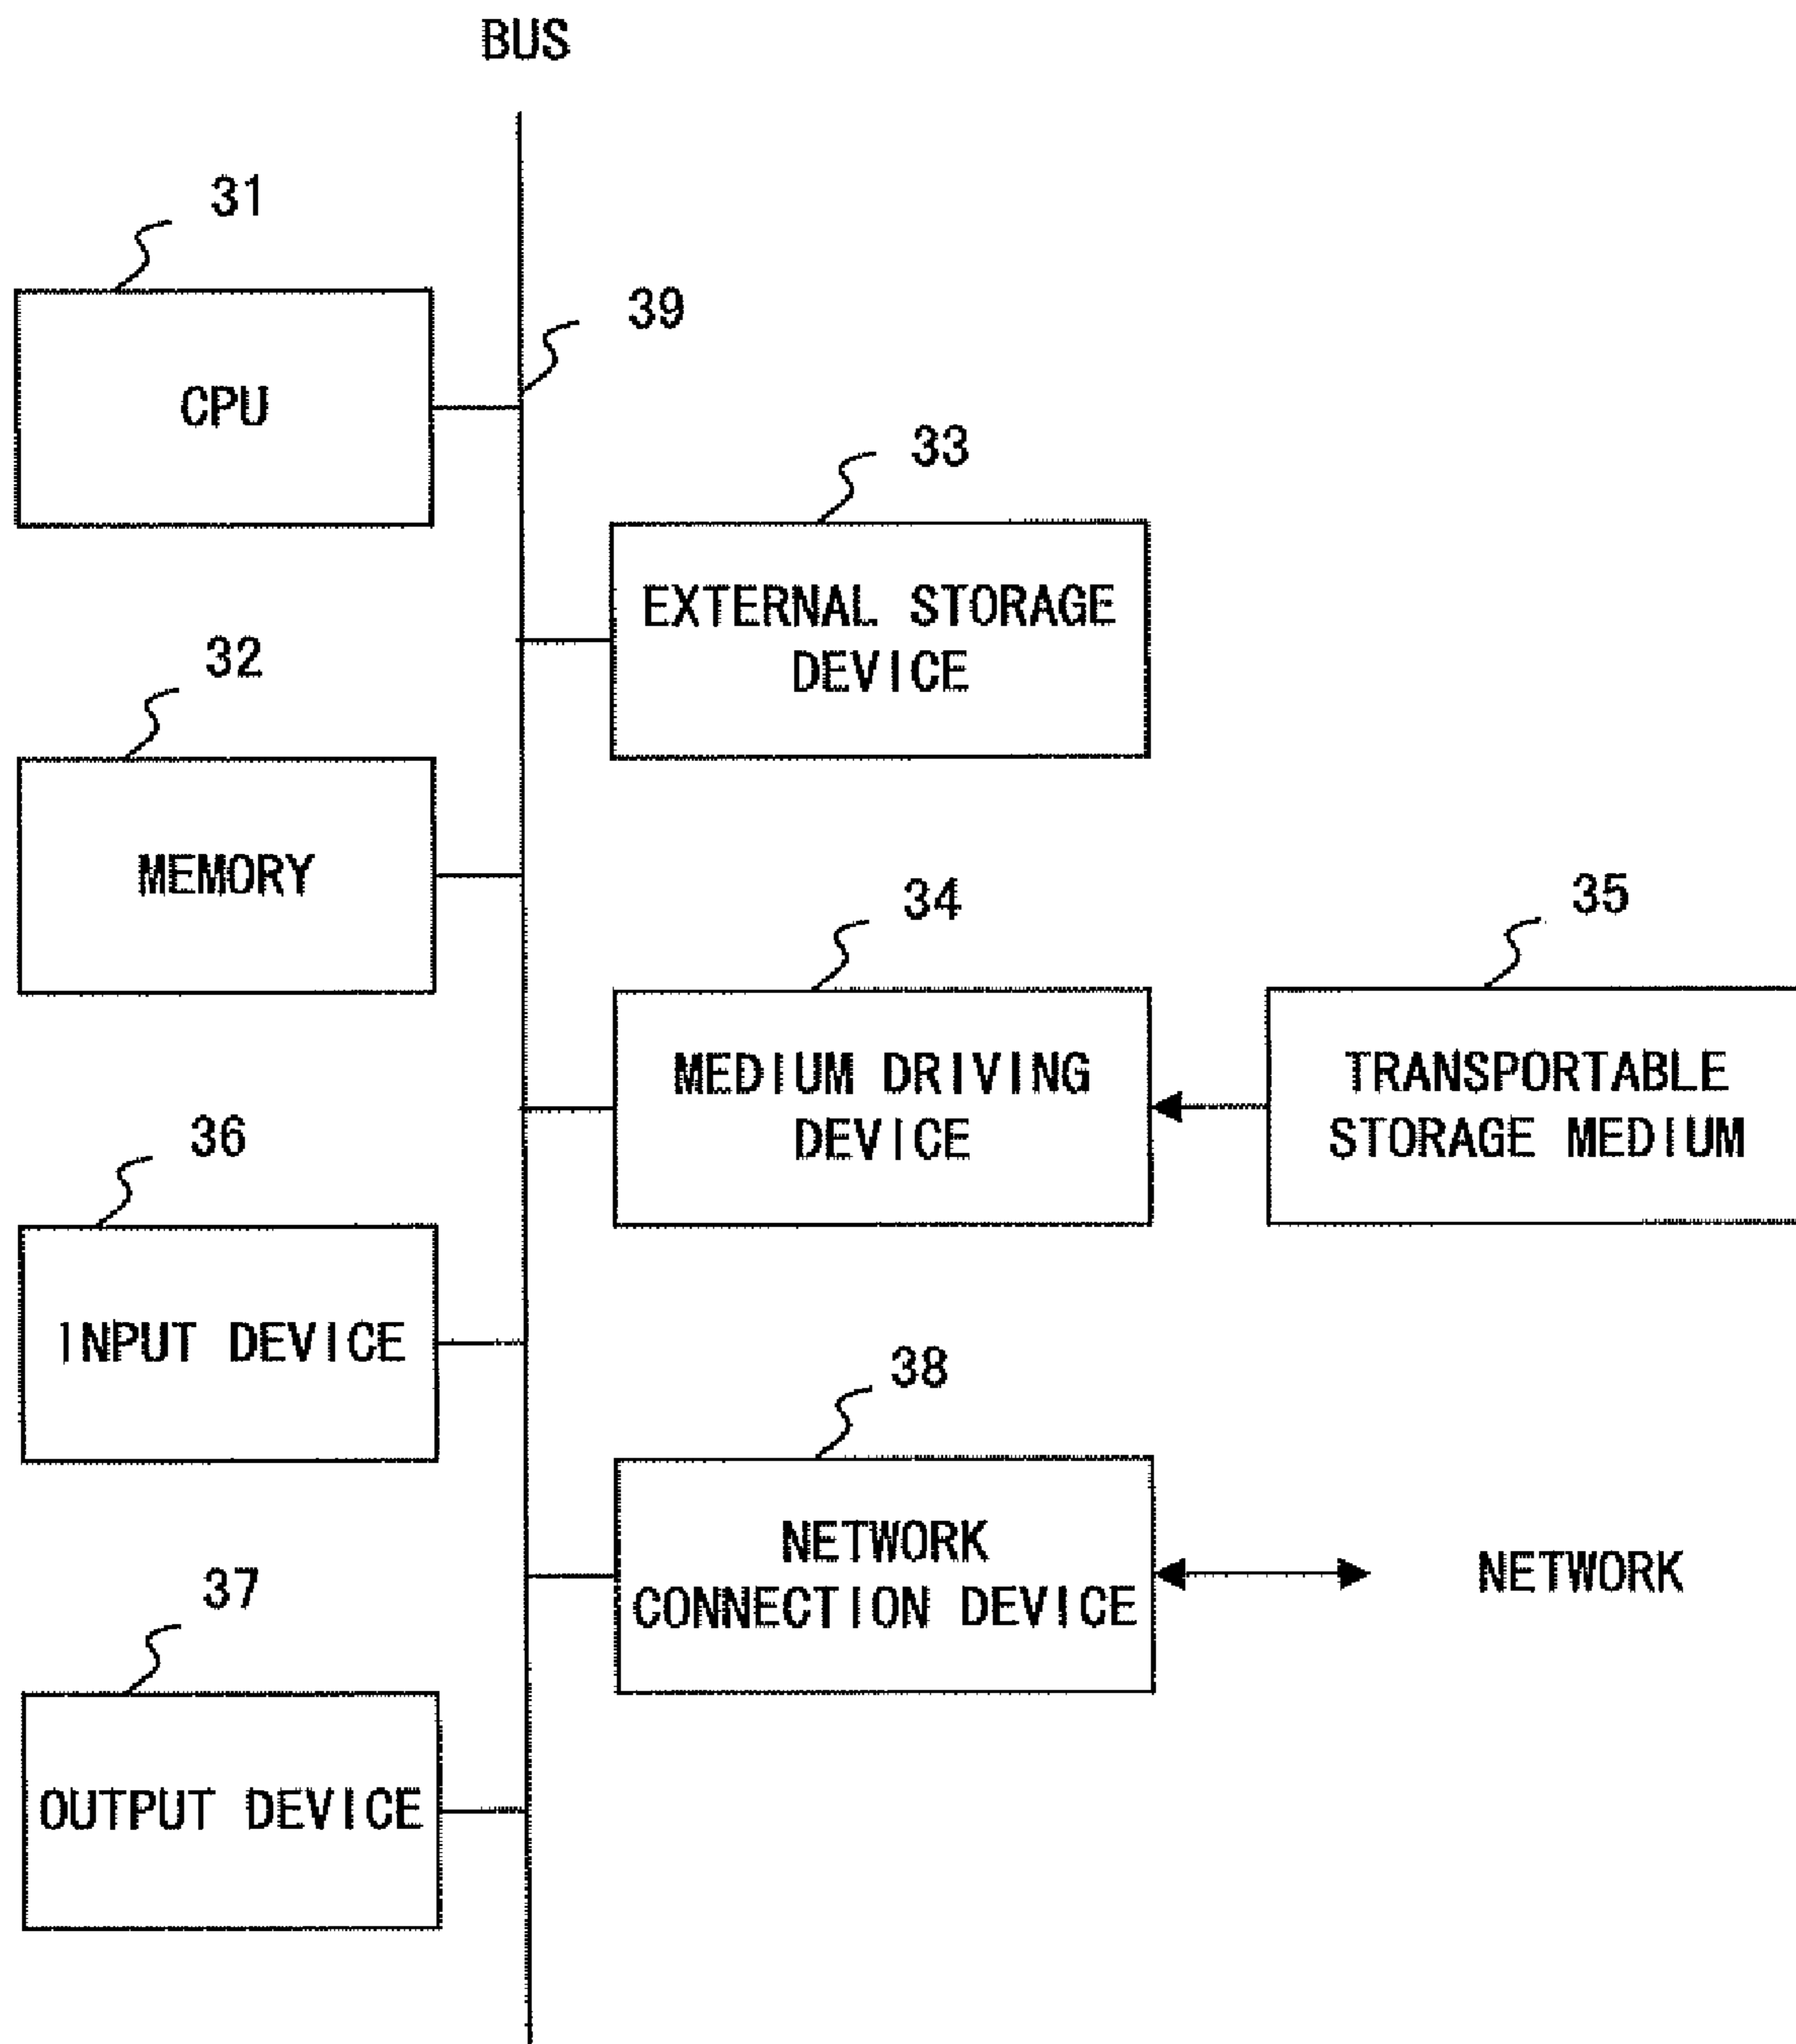 BUS
31
CPU
39
33
EXTERNAL STORAGE
DEVICE
32
MEMORY
34
MEDIUM DRIVING
DEVICE
35
TRANSPORTABLE
STORAGE MEDIUM
36
INPUT DEVICE
38
NETWORK
CONNECTION DEVICE
NETWORK
37
OUTPUT DEVICE